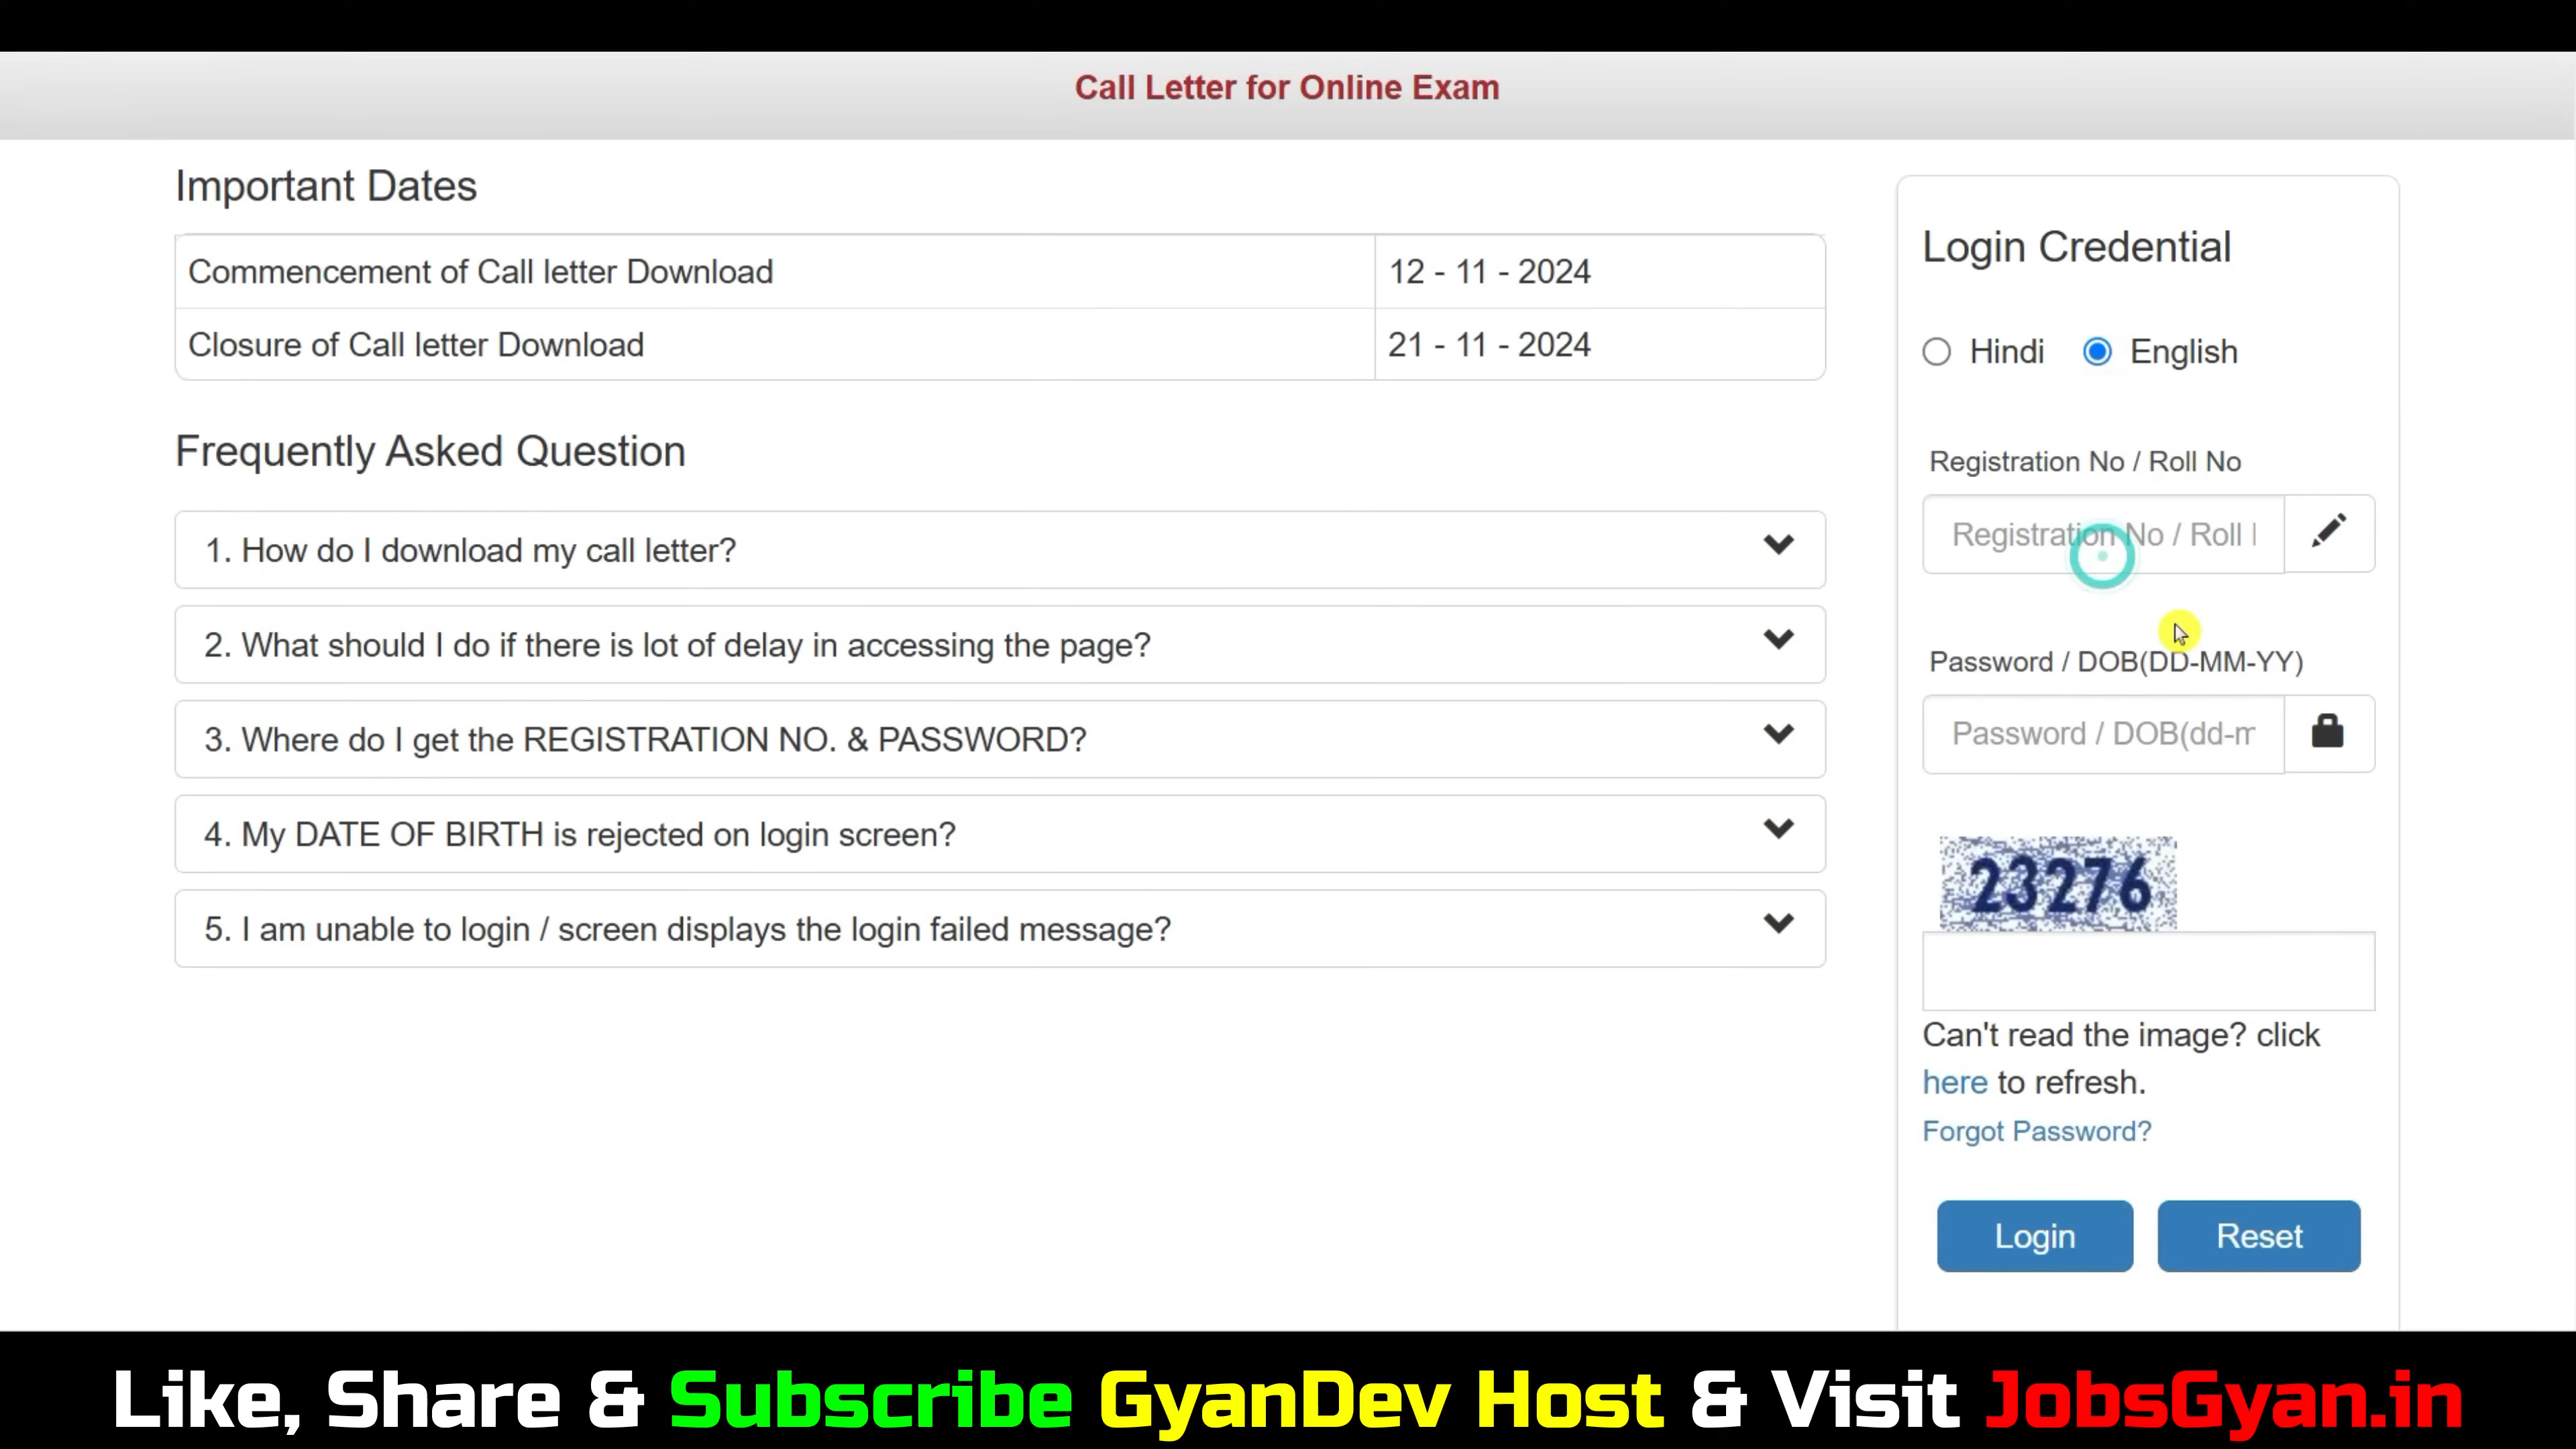 Call Letter for Online Exam
Important Dates
Commencement of Call letter Download 12 - 11 - 2024
Closure of Call letter Download 21 - 11 - 2024
Frequently Asked Question
1. How do I download my call letter?
2. What should I do if there is lot of delay in accessing the page?
3. Where do I get the REGISTRATION NO. & PASSWORD?
4. My DATE OF BIRTH is rejected on login screen?
5. I am unable to login / screen displays the login failed message?
Login Credential
Hindi English
Registration No / Roll No
Registration No / Roll
Password / DOB(DD-MM-YY)
Password / DOB(dd-m
23276
Can't read the image? click
here to refresh.
Forgot Password?
Login Reset
Like, Share & Subscribe GyanDev Host & Visit JobsGyan.in